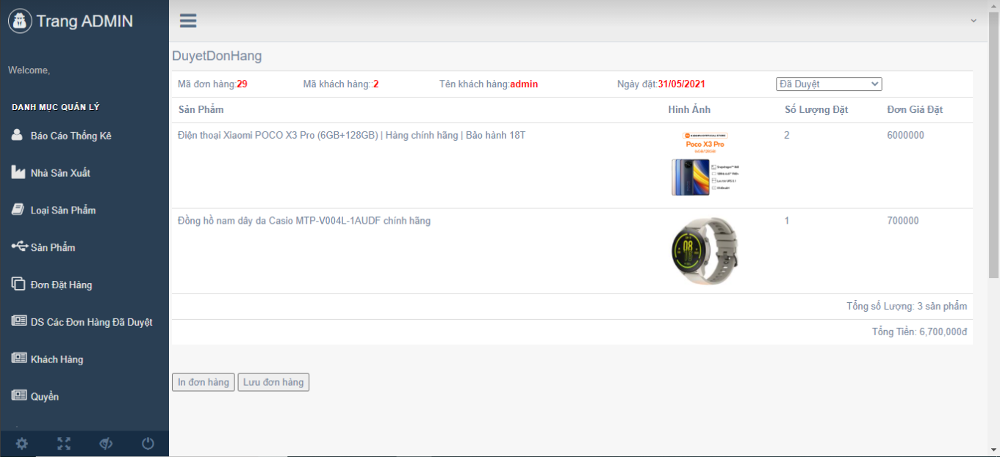 Trang ADMIN
Welcome,
DANH MỤC QUẢN LÝ
Báo Cáo Thống Kê
Nhà Sản Xuất
Loại Sản Phẩm
Sản Phẩm
Đơn Đặt Hàng
DS Các Đơn Hàng Đã Duyệt
Khách Hàng
Quyền
DuyetDonHang
Mã đơn hàng:29 Mã khách hàng::2 Tên khách hàng:admin Ngày đặt:31/05/2021 Đã Duyệt
Sản Phẩm Hình Ảnh Số Lượng Đặt Đơn Giá Đặt
Điện thoại Xiaomi POCO X3 Pro (6GB+128GB) | Hàng chính hãng | Bảo hành 18T 2 6000000
Poco X3 Pro
Đồng hồ nam dây da Casio MTP-V004L-1AUDF chính hãng 1 700000
Tổng số Lượng: 3 sản phẩm
Tổng Tiền: 6,700,000đ
In đơn hàng Lưu đơn hàng